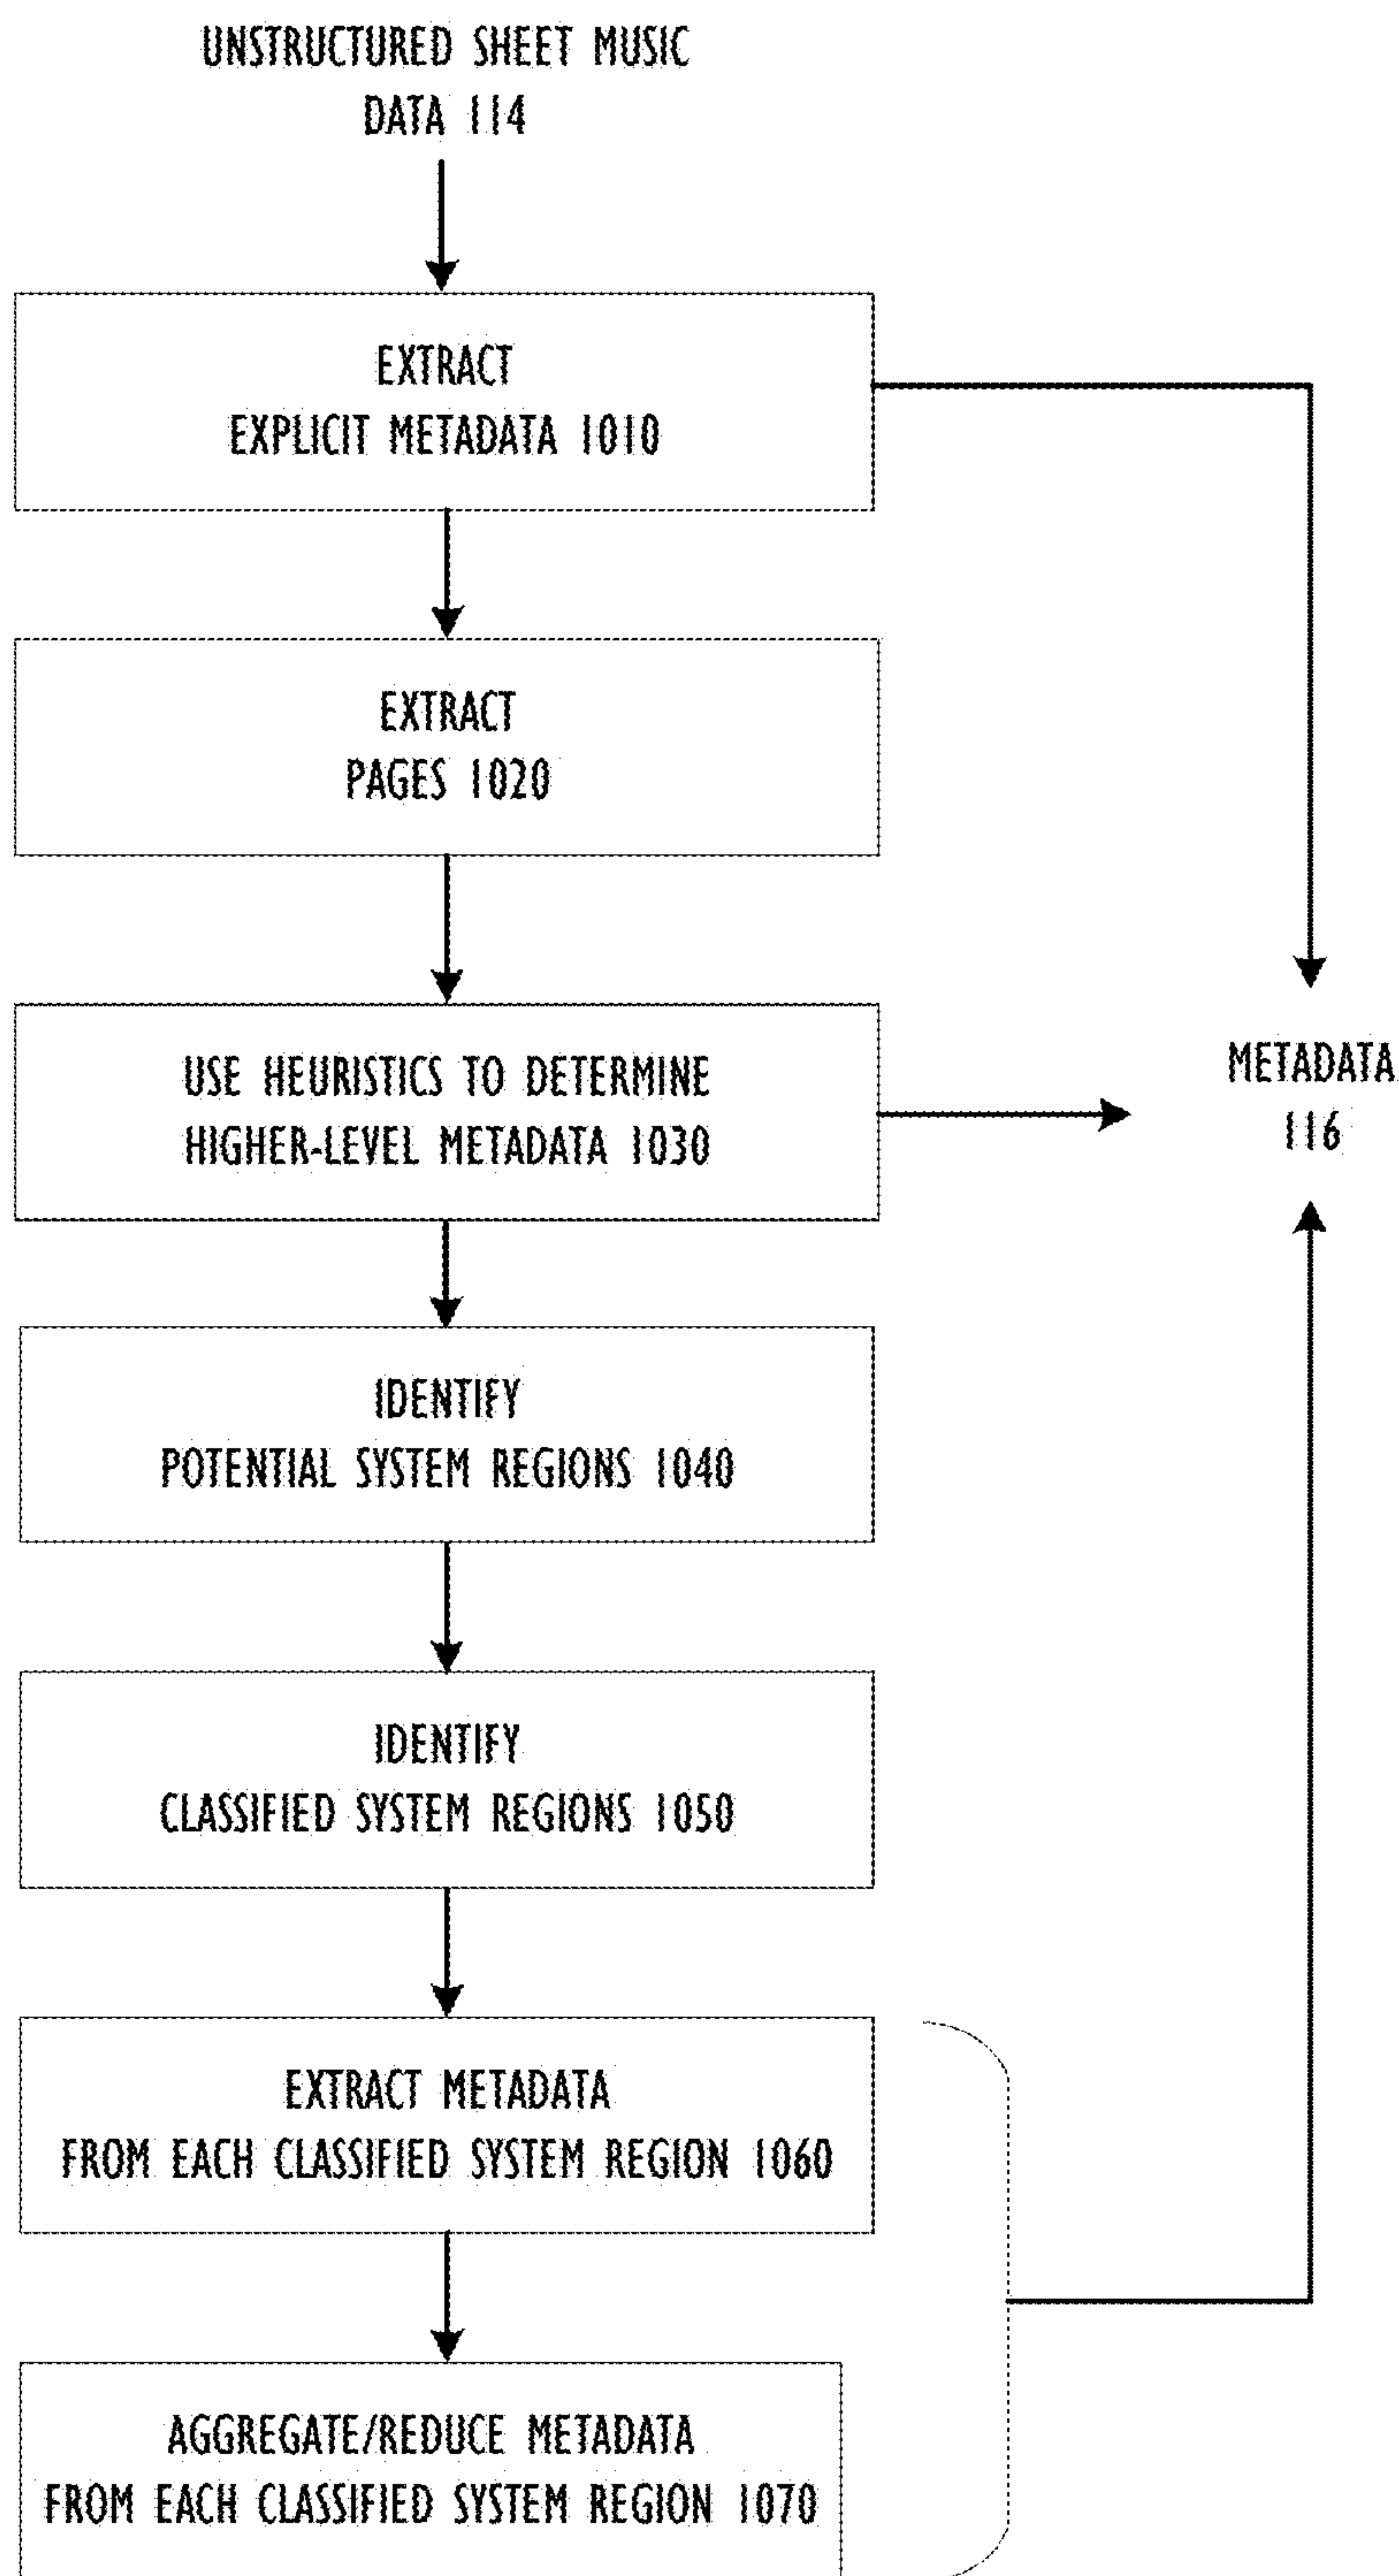 UNSTRUCTURED SHEET MUSIC
DATA 114
EXTRACT
EXPLICIT METADATA 1010
EXTRACT
PAGES 1020
USE HEURISTICS TO DETERMINE
HIGHER-LEVEL METADATA 1030
METADATA
116
IDENTIFY
POTENTIAL SYSTEM REGIONS 1040
IDENTIFY
CLASSIFIED SYSTEM REGIONS 1050
EXTRACT METADATA
FROM EACH CLASSIFIED SYSTEM REGION 1060
AGGREGATE/REDUCE METADATA
FROM EACH CLASSIFIED SYSTEM REGION 1070